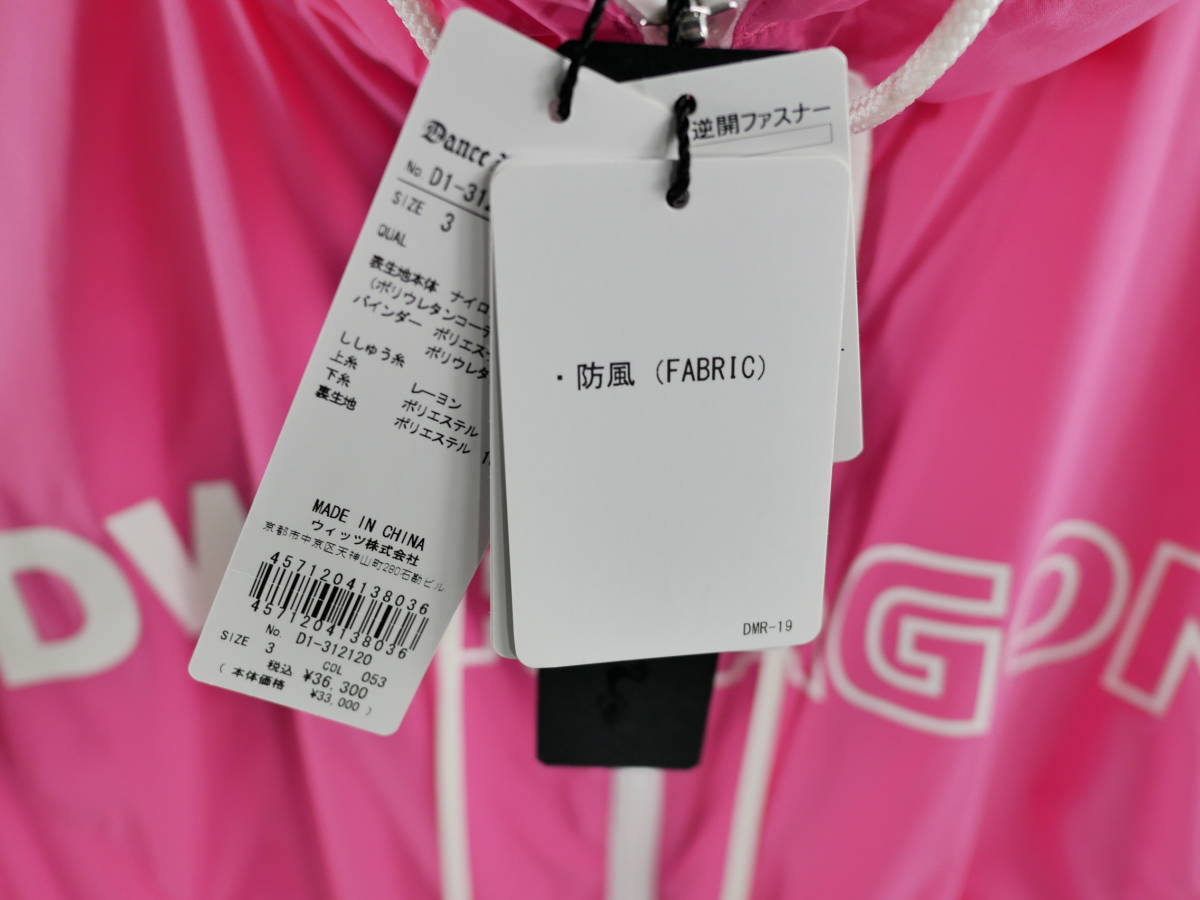 Dance
No. D1-312
SIZE 3
QUAL
表生地本体 ナイロ
(ポリウレタンコーテ
バインダー ポリエス
ポリウレタ
ししゅう糸
上糸 レーヨン
下糸 ポリエステル
裏生地 ポリエステル 1
MADE IN CHINA
ウィッツ株式会社
京都市中京区天神山町280石勘ビル
4571204138036
4571204138036
No. D1-312120
SIZE 3 COL 053
税込 ¥36,300
(本体価格 ¥33,000)
逆開ファスナー
・防風 (FABRIC)
DMR-19
DW
AGON